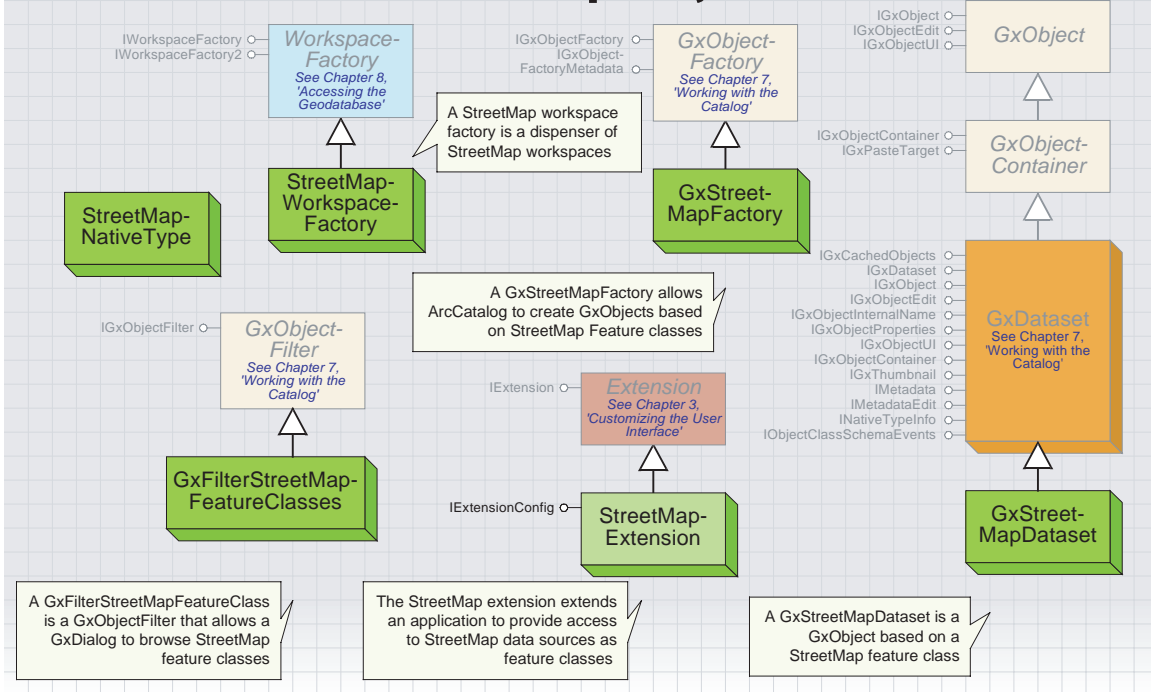 IWorkspaceFactory
IWorkspaceFactory2
Workspace-
Factory
See Chapter 8,
'Accessing the
Geodatabase'
A StreetMap workspace
factory is a dispenser of
StreetMap workspaces
StreetMap-
Workspace-
Factory
StreetMap-
NativeType
IGxObjectFactory
IGxObject-
FactoryMetadata
GxObject-
Factory
See Chapter 7,
'Working with the
Catalog'
GxStreet-
MapFactory
A GxStreetMapFactory allows
ArcCatalog to create GxObjects based
on StreetMap Feature classes
IGxObject
IGxObjectEdit
IGxObjectUI
GxObject
IGxObjectContainer
IGxPasteTarget
GxObject-
Container
IGxCachedObjects
IGxDataset
IGxObject
IGxObjectEdit
IGxObjectInternalName
IGxObjectProperties
IGxObjectUI
IGxObjectContainer
IGxThumbnail
IMetadata
IMetadataEdit
INativeTypeInfo
IObjectClassSchemaEvents
GxDataset
See Chapter 7,
'Working with the
Catalog'
GxStreet-
MapDataset
IGxObjectFilter
GxObject-
Filter
See Chapter 7,
'Working with the
Catalog'
GxFilterStreetMap-
FeatureClasses
IExtension
Extension
See Chapter 3,
'Customizing the User
Interface'
IExtensionConfig
StreetMap-
Extension
A GxFilterStreetMapFeatureClass
is a GxObjectFilter that allows a
GxDialog to browse StreetMap
feature classes
The StreetMap extension extends
an application to provide access
to StreetMap data sources as
feature classes
A GxStreetMapDataset is a
GxObject based on a
StreetMap feature class